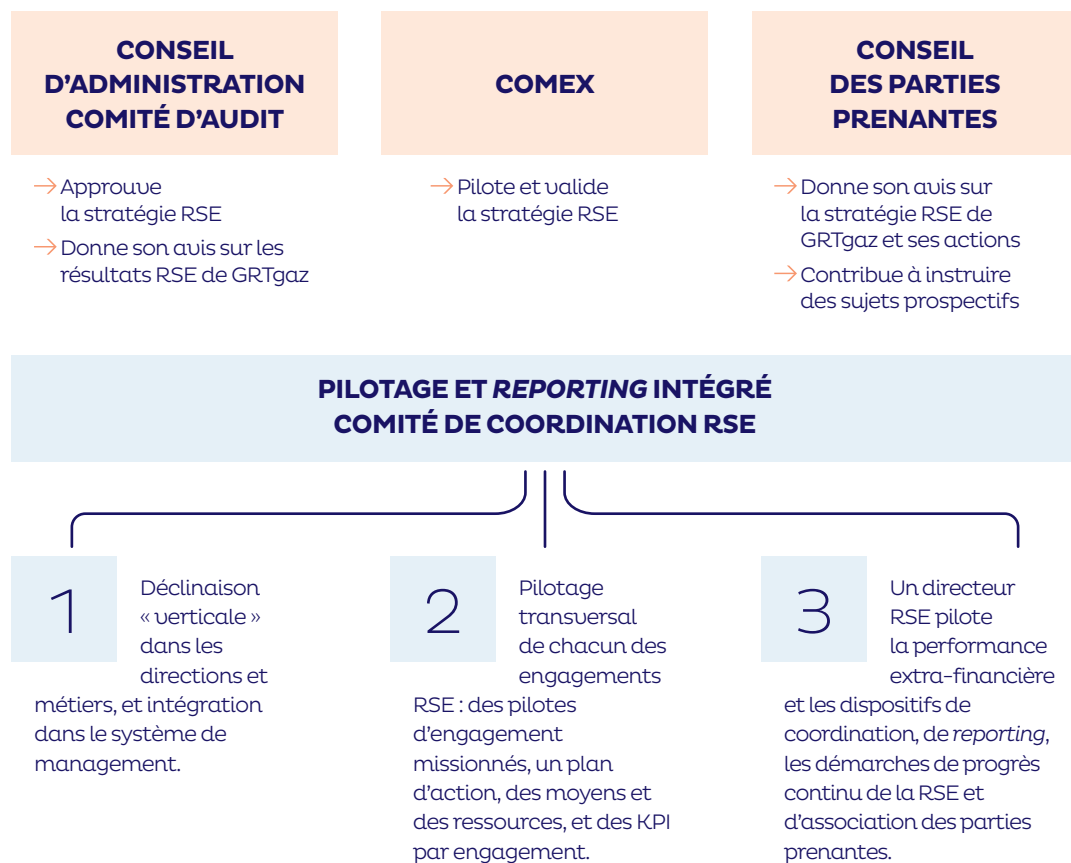 CONSEIL
D'ADMINISTRATION
COMITÉ D'AUDIT
→ Approuve
la stratégie RSE
→ Donne son avis sur les
résultats RSE de GRTgaz
COMEX
→ Pilote et valide
la stratégie RSE
CONSEIL
DES PARTIES
PRENANTES
→ Donne son avis sur
la stratégie RSE de
GRTgaz et ses actions
→ Contribue à instruire
des sujets prospectifs
PILOTAGE ET REPORTING INTÉGRÉ
COMITÉ DE COORDINATION RSE
1
Déclinaison
« verticale »
dans les
directions et
métiers, et intégration
dans le système de
management.
2
Pilotage
transversal
de chacun des
engagements
RSE : des pilotes
d'engagement
missionnés, un plan
d'action, des moyens et
des ressources, et des KPI
par engagement.
3
Un directeur
RSE pilote
la performance
extra-financière
et les dispositifs de
coordination, de reporting,
les démarches de progrès
continu de la RSE et
d'association des parties
prenantes.